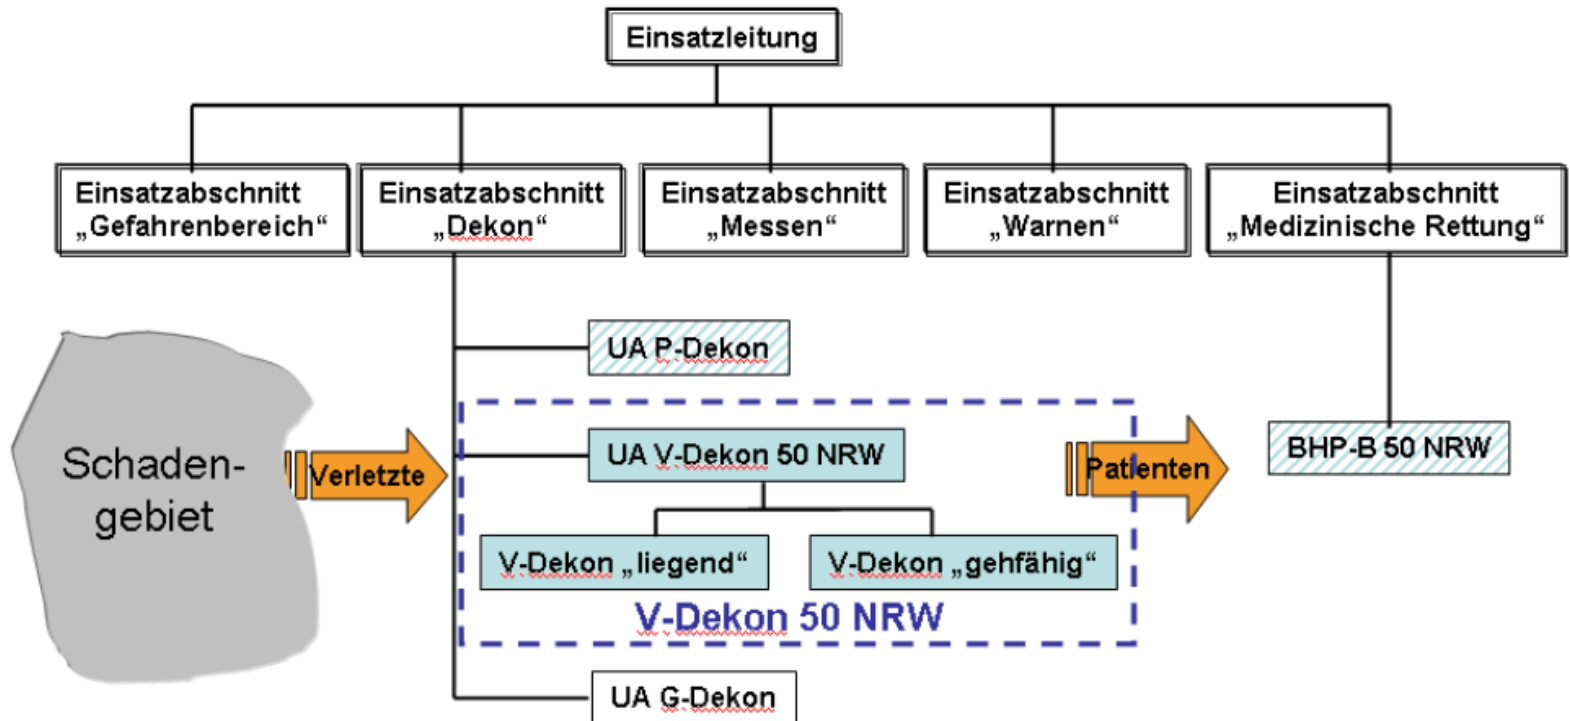 Einsatzleitung
Einsatzabschnitt
„Gefahrenbereich“
Einsatzabschnitt
„Dekon“
Einsatzabschnitt
„Messen“
Einsatzabschnitt
„Warnen“
Einsatzabschnitt
„Medizinische Rettung“
UA P-Dekon
Schaden-
gebiet
Verletzte
UA V-Dekon 50 NRW
Patienten
BHP-B 50 NRW
V-Dekon „liegend“
V-Dekon „gehfähig“
V-Dekon 50 NRW
UA G-Dekon